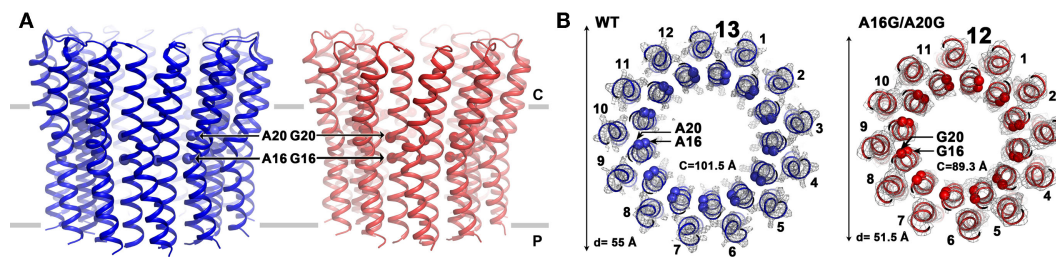 A
C
A20 G20
A16 G16
P
B
WT
13
12
1
11
2
10
A20
A16
3
C=101.5 Å
9
4
8
5
7
6
d= 55 Å
A16G/A20G
12
11
1
10
2
9
G20
G16
C=89.3 Å
8
4
7
5
6
d= 51.5 Å